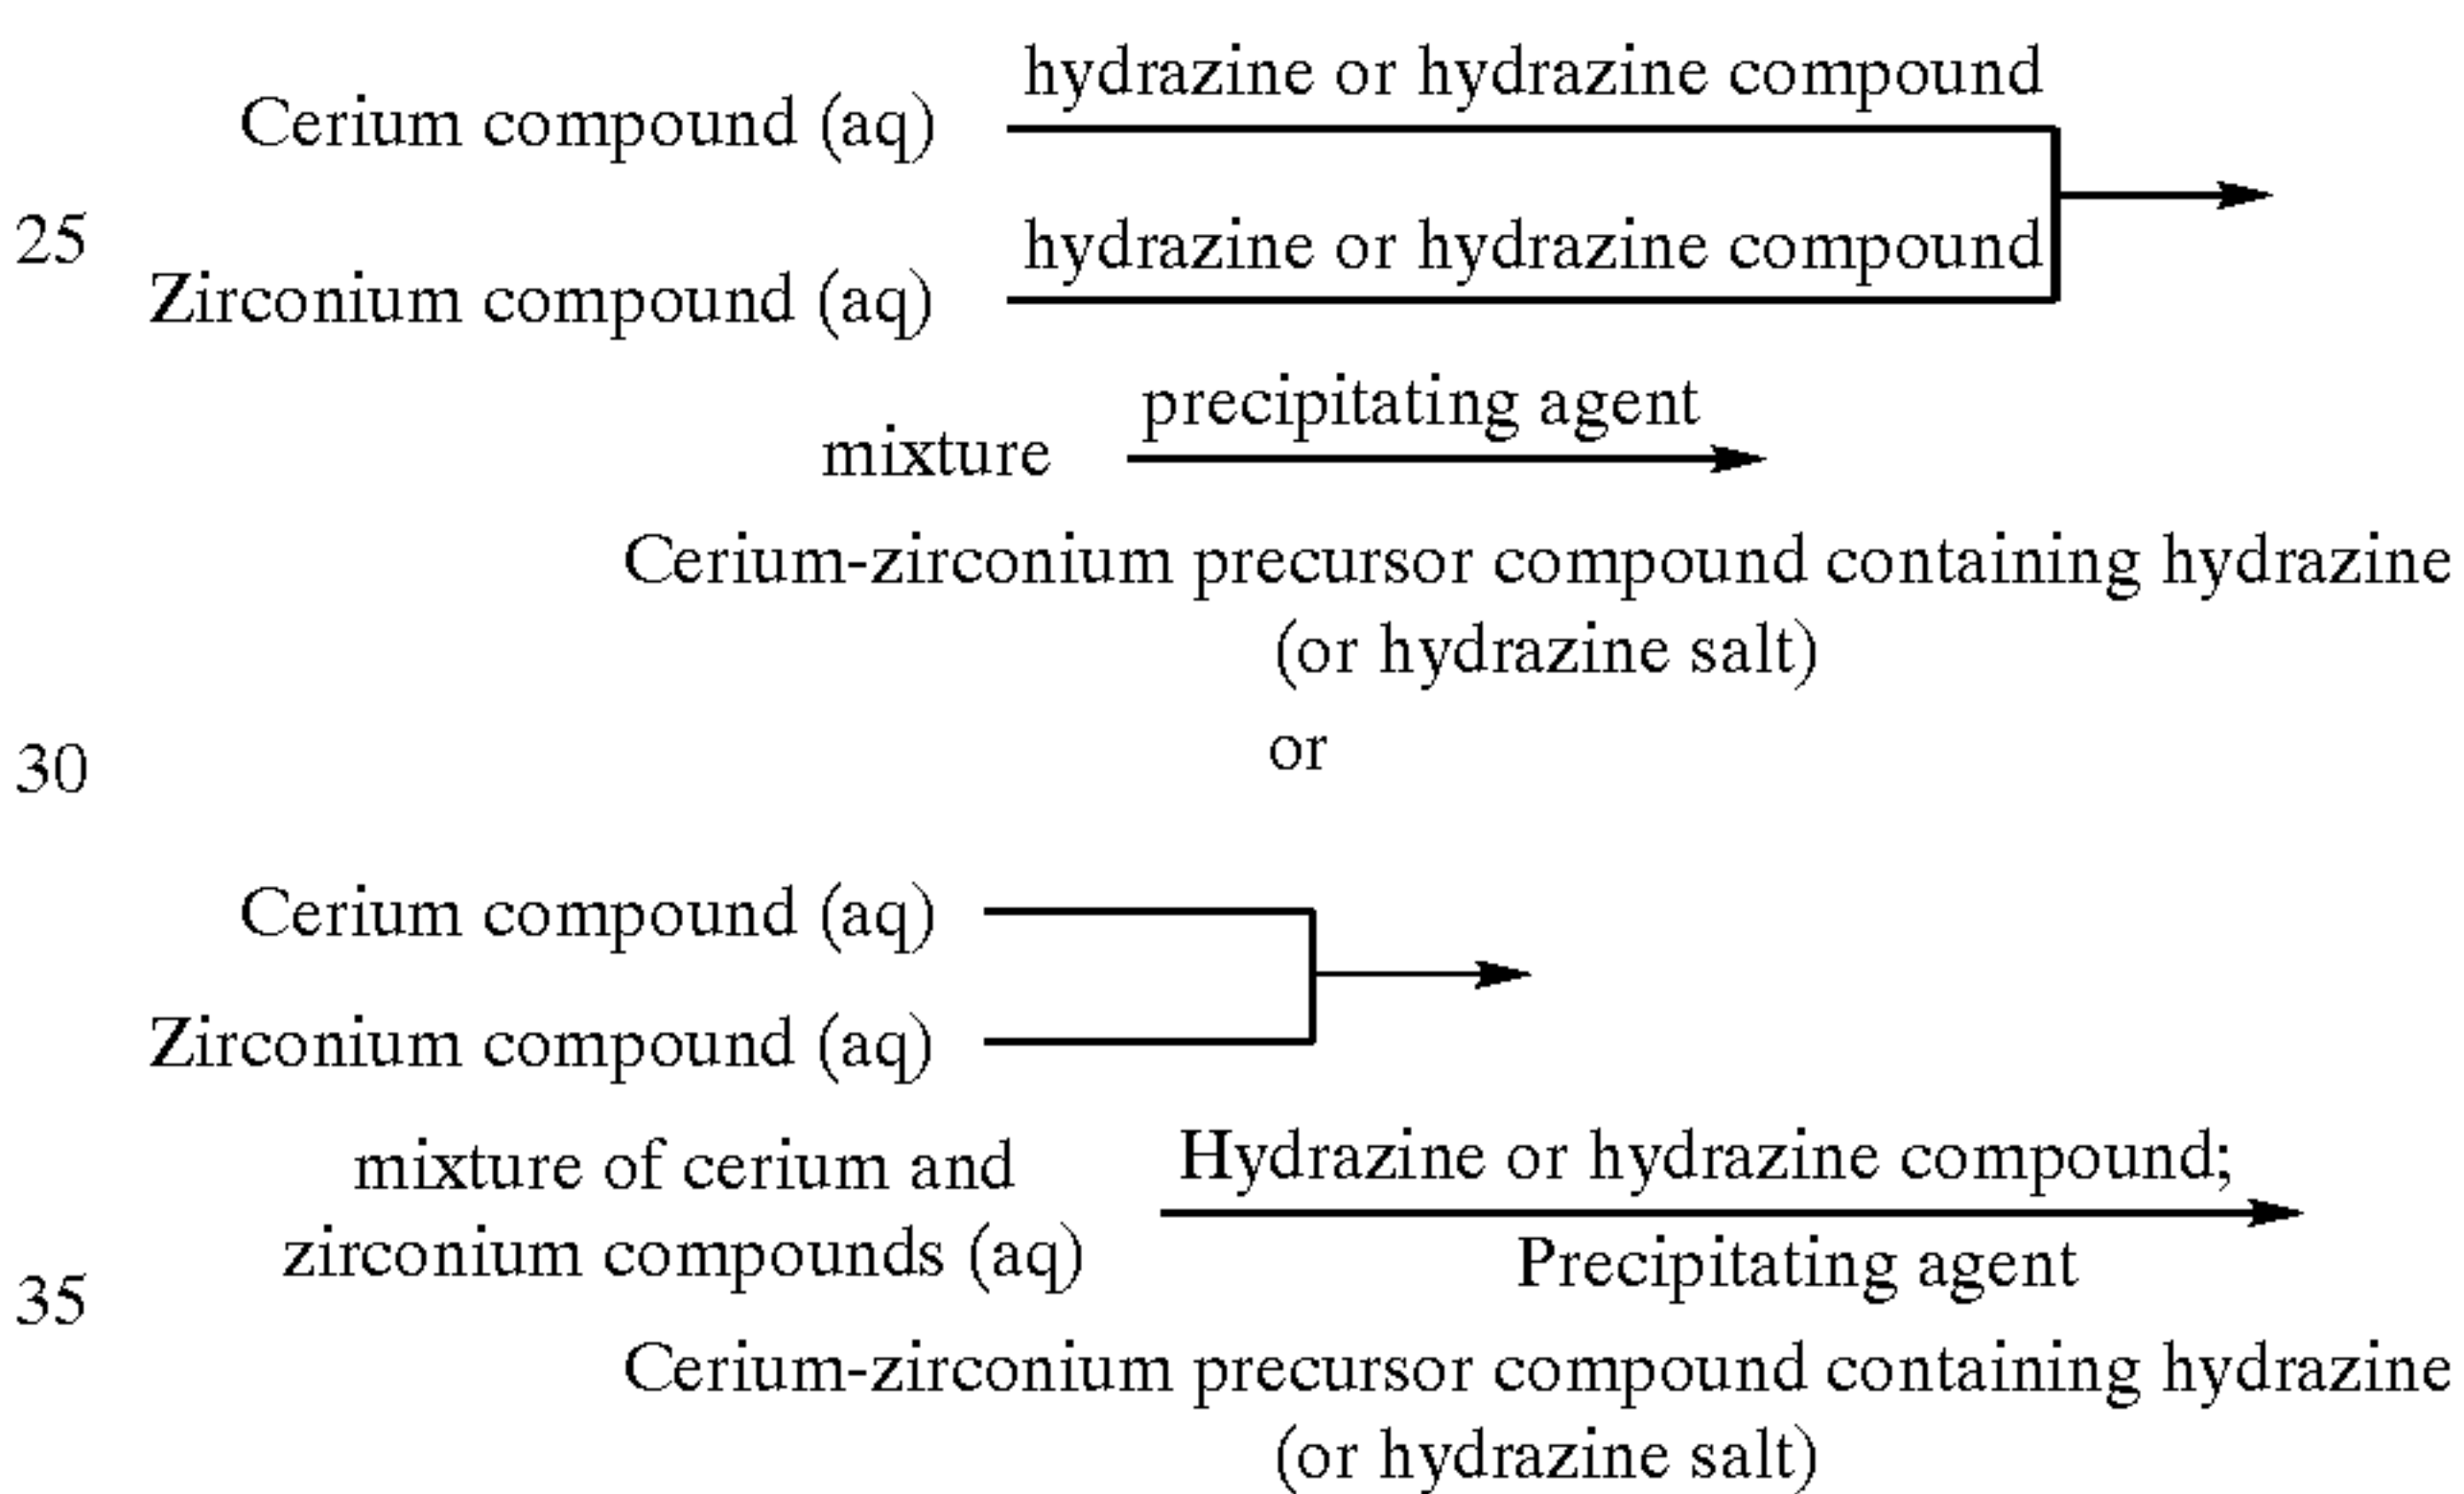 hydrazine or hydrazine compound
Cerium compound (aq)
25
hydrazine or hydrazine compound
Zirconium compound (aq)
precipitating agent
mixture
Cerium-zirconium precursor compound containing hydrazine
(or hydrazine salt)
or
30
Cerium compound (aq)
Zirconium compound (aq)
mixture of cerium and
zirconium compounds (aq)
Hydrazine or hydrazine compound;
Precipitating agent
35
Cerium-zirconium precursor compound containing hydrazine
(or hydrazine salt)